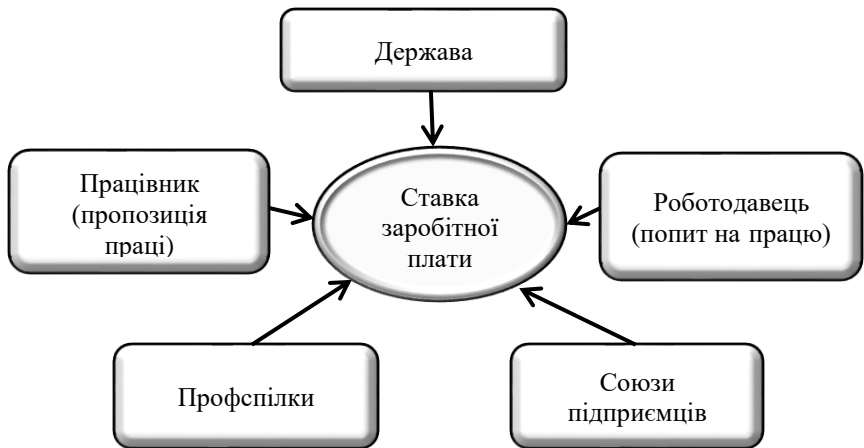 Держава
Працівник
(пропозиція
праці)
Ставка
заробітної
плати
Роботодавець
(попит на працю)
Профспілки
Союзи
підприємців